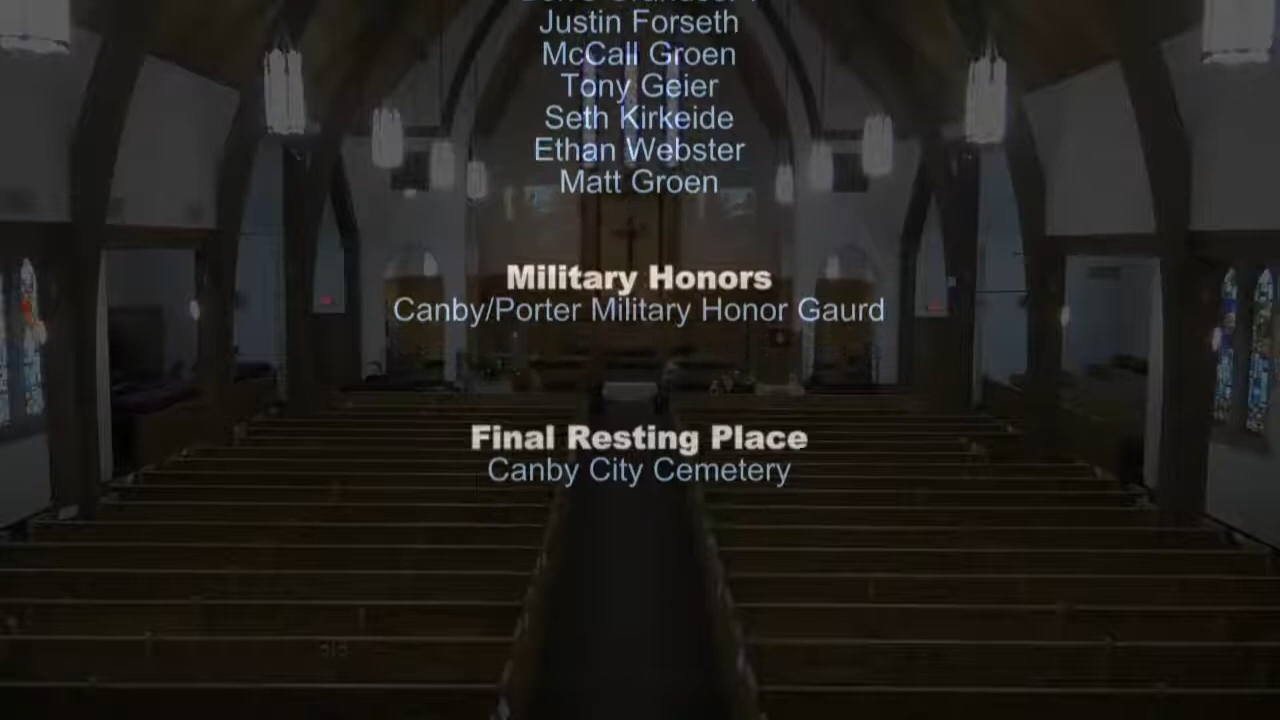 Justin Forseth
McCall Groen
Tony Geier
Seth Kirkeide
Ethan Webster
Matt Groen
Military Honors
Canby/Porter Military Honor Gaurd
Final Resting Place
Canby City Cemetery